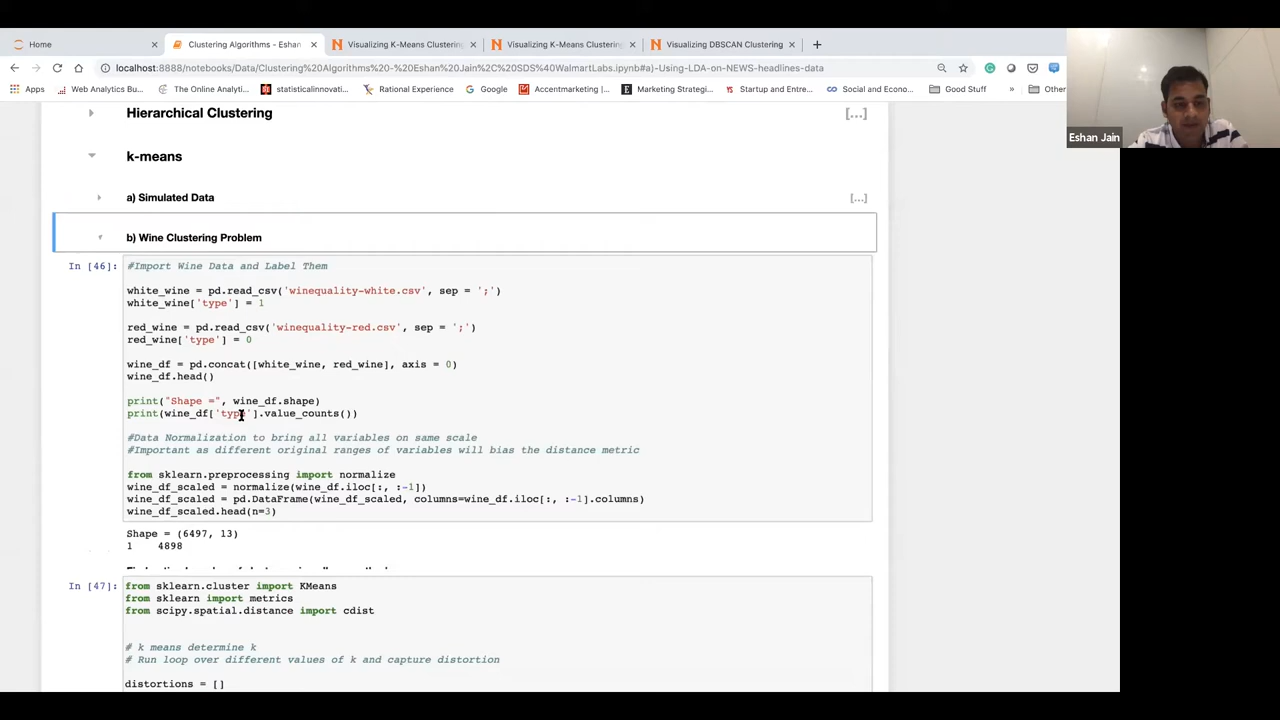 Home
Clustering Algorithms - Eshan
Visualizing K-Means Clustering
Visualizing K-Means Clustering
Visualizing DBSCAN Clustering
localhost:8888/notebooks/Data/Clustering%20Algorithms%20-%20Eshan%20Jain%2C%20SDS%40WalmartLabs.ipynb#a)-Using-LDA-on-NEWS-headlines-data
Apps
Web Analytics Bu...
The Online Analytic...
statisticalinnovati...
Rational Experience
Google
Accentmarketing |...
Marketing Strategi...
Startup and Entre...
Social and Econo...
Good Stuff
»
Other
Eshan Jain
Hierarchical Clustering
[...]
k-means
a) Simulated Data
[...]
b) Wine Clustering Problem
In [46]:
#Import Wine Data and Label Them
white_wine = pd.read_csv('winequality-white.csv', sep = ';')
white_wine['type'] = 1
red_wine = pd.read_csv('winequality-red.csv', sep = ';')
red_wine['type'] = 0
wine_df = pd.concat([white_wine, red_wine], axis = 0)
wine_df.head()
print("Shape =", wine_df.shape)
print(wine_df['type'].value_counts())
#Data Normalization to bring all variables on same scale
#Important as different original ranges of variables will bias the distance metric
from sklearn.preprocessing import normalize
wine_df_scaled = normalize(wine_df.iloc[:, :-1])
wine_df_scaled = pd.DataFrame(wine_df_scaled, columns=wine_df.iloc[:, :-1].columns)
wine_df_scaled.head(n=3)
Shape = (6497, 13)
1 4898
In [47]:
from sklearn.cluster import KMeans
from sklearn import metrics
from scipy.spatial.distance import cdist
# k means determine k
# Run loop over different values of k and capture distortion
distortions = []